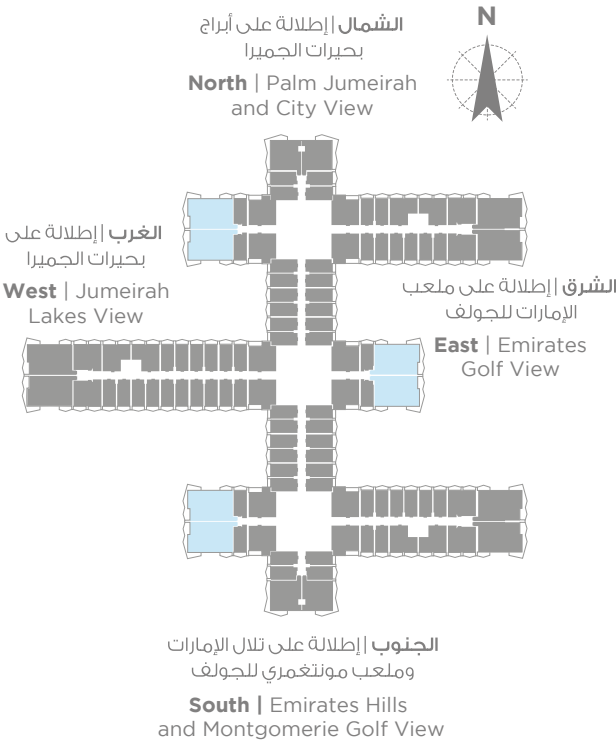 الشمال | إطلالة على أبراج
بحيرات الجميرا
North | Palm Jumeirah
and City View
N
الغرب | إطلالة على
بحيرات الجميرا
West | Jumeirah
Lakes View
الشرق | إطلالة على ملعب
الإمارات للجولف
East | Emirates
Golf View
الجنوب | إطلالة على تلال الإمارات
وملعب مونتغمري للجولف
South | Emirates Hills
and Montgomerie Golf View